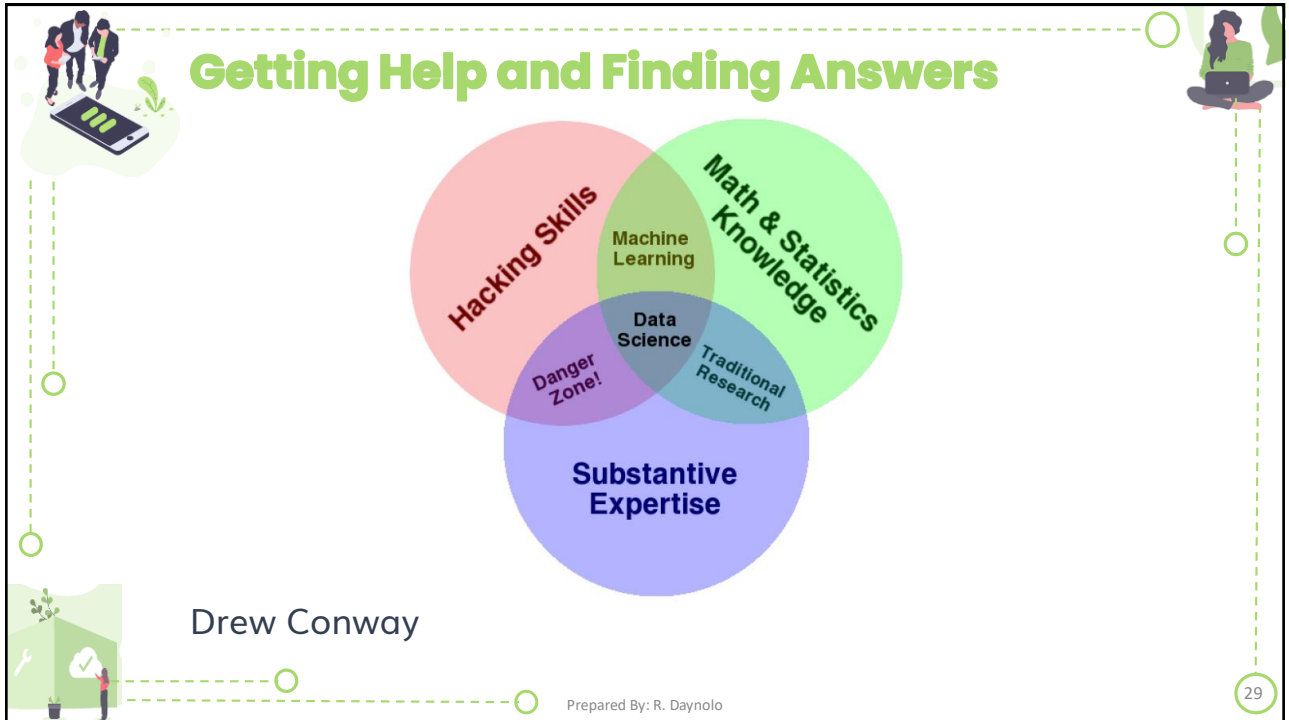 Getting Help and Finding Answers
Hacking Skills
Math & Statistics
Knowledge
Machine
Learning
Data
Science
Danger
Zone!
Traditional
Research
Substantive
Expertise
Drew Conway
Prepared By: R. Daynolo
29